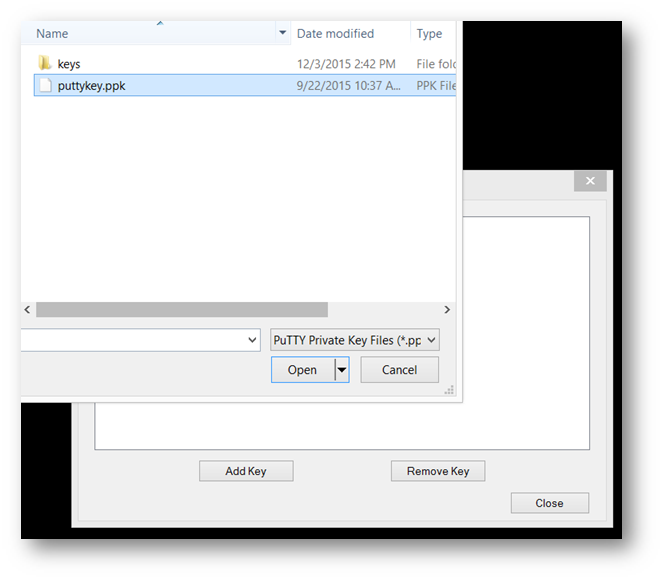 Name Date modified Type
keys 12/3/2015 2:42 PM File folc
puttykey.ppk 9/22/2015 10:37 A... PPK File
PuTTY Private Key Files (*.pp
Open Cancel
Add Key Remove Key
Close